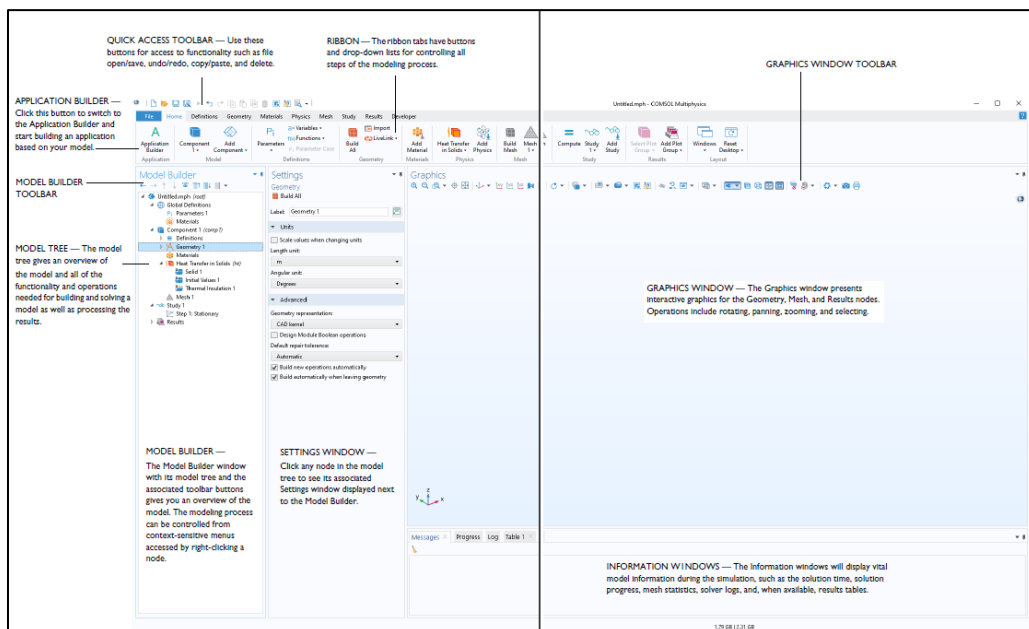 QUICK ACCESS TOOLBAR — Use these
buttons for access to functionality such as file
open/save, undo/redo, copy/paste, and delete.
RIBBON — The ribbon tabs have buttons
and drop-down lists for controlling all
steps of the modeling process.
GRAPHICS WINDOW TOOLBAR
APPLICATION BUILDER —
Click this button to switch to
the Application Builder and
start building an application
based on your model.
MODEL BUILDER
TOOLBAR
MODEL TREE — The model
tree gives an overview of
the model and all of the
functionality and operations
needed for building and solving a
model as well as processing the
results.
Untitled.mph - COMSOL Multiphysics
File Home Definitions Geometry Materials Physics Mesh Study Results Developer
Application Builder
Component 1
Add Component
Pi Parameters
a= Variables
f(x) Functions
Pi Parameter Case
Build All
Import
LiveLink
Add Material
Heat Transfer in Solids
Add Physics
Build Mesh
Mesh 1
Compute
Study 1
Add Study
Select Plot Group
Add Plot Group
Windows
Reset Desktop
Application Model Definitions Geometry Materials Physics Mesh Study Results Layout
Model Builder
Untitled.mph (root)
Global Definitions
Pi Parameters 1
Materials
Component 1 (comp1)
Definitions
Geometry 1
Materials
Heat Transfer in Solids (ht)
Solid 1
Initial Values 1
Thermal Insulation 1
Mesh 1
Study 1
Step 1: Stationary
Results
Settings
Geometry
Build All
Label: Geometry 1
Units
Scale values when changing units
Length unit:
m
Angular unit:
Degrees
Advanced
Geometry representation:
CAD kernel
Design Module Boolean operations
Default repair tolerance:
Automatic
Build new operations automatically
Build automatically when leaving geometry
Graphics
GRAPHICS WINDOW — The Graphics window presents
interactive graphics for the Geometry, Mesh, and Results nodes.
Operations include rotating, panning, zooming, and selecting.
MODEL BUILDER —
The Model Builder window
with its model tree and the
associated toolbar buttons
gives you an overview of the
model. The modeling process
can be controlled from
context-sensitive menus
accessed by right-clicking a
node.
SETTINGS WINDOW —
Click any node in the model
tree to see its associated
Settings window displayed next
to the Model Builder.
z
y x
Messages Progress Log Table 1
INFORMATION WINDOWS — The Information windows will display vital
model information during the simulation, such as the solution time, solution
progress, mesh statistics, solver logs, and, when available, results tables.